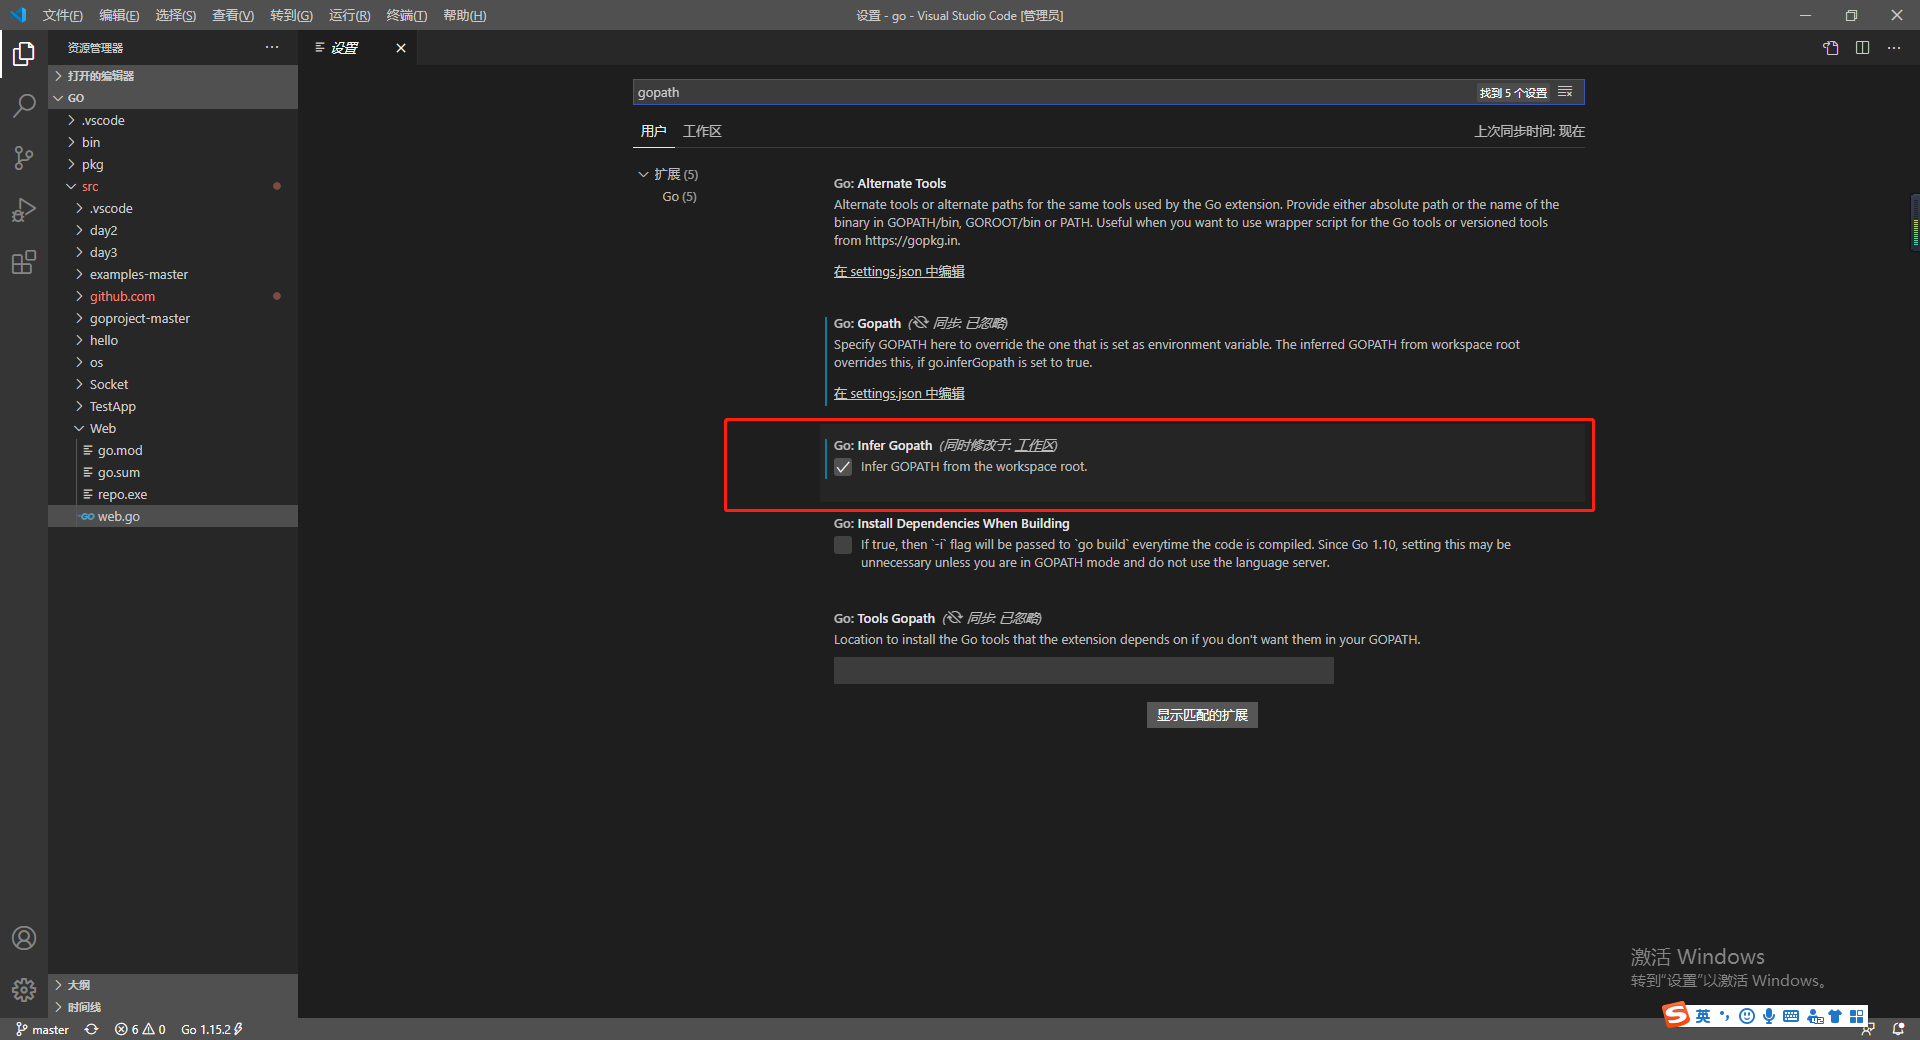 文件(F) 编辑(E) 选择(S) 查看(V) 转到(G) 运行(R) 终端(T) 帮助(H)
设置 - go - Visual Studio Code [管理员]
资源管理器
打开的编辑器
GO
.vscode
bin
pkg
src
.vscode
day2
day3
examples-master
github.com
goproject-master
hello
os
Socket
TestApp
Web
go.mod
go.sum
repo.exe
web.go
大纲
时间线
设置
gopath
找到 5 个设置
用户 工作区
上次同步时间: 现在
扩展 (5)
Go (5)
Go: Alternate Tools
Alternate tools or alternate paths for the same tools used by the Go extension. Provide either absolute path or the name of the
binary in GOPATH/bin, GOROOT/bin or PATH. Useful when you want to use wrapper script for the Go tools or versioned tools
from https://gopkg.in.
在 settings.json 中编辑
Go: Gopath (同步: 已忽略)
Specify GOPATH here to override the one that is set as environment variable. The inferred GOPATH from workspace root
overrides this, if go.inferGopath is set to true.
在 settings.json 中编辑
Go: Infer Gopath (同时修改于: 工作区)
Infer GOPATH from the workspace root.
Go: Install Dependencies When Building
If true, then `-i` flag will be passed to `go build` everytime the code is compiled. Since Go 1.10, setting this may be
unnecessary unless you are in GOPATH mode and do not use the language server.
Go: Tools Gopath (同步: 已忽略)
Location to install the Go tools that the extension depends on if you don't want them in your GOPATH.
显示匹配的扩展
激活 Windows
转到"设置"以激活 Windows。
S 英
master 6 0 Go 1.15.2